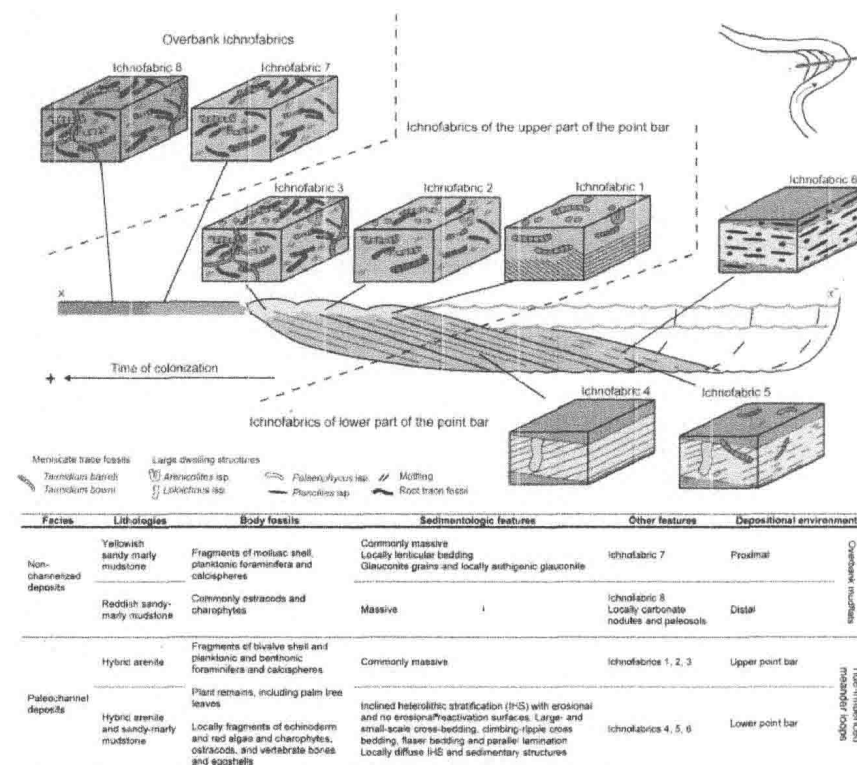 Overbank Ichnofabrics
Ichnofabric 8
Ichnofabric 7
Ichnofabrics of the upper part of the point bar
Ichnofabric 3
Ichnofabric 2
Ichnofabric 1
Ichnofabric 6
x
Time of colonization
+
Ichnofabric 4
Ichnofabric 5
Ichnofabrics of lower part of the point bar
Meniscate trace fossils
Large dwelling structures
Taenidium barreti
Taenidium bowni
Arenicolites isp.
Loloichnus isp.
Palaeophycus isp.
Planolites isp.
Mottling
Root trace fossil
Facies Lithologies Body fossils Sedimentologic features Other features Depositional environment
Non-channelized deposits
Yellowish sandy marly mudstone
Fragments of mollusc shell, planktonic foraminifera and calcispheres
Commonly massive
Locally lenticular bedding
Glauconite grains and locally authigenic glauconite
Ichnofabric 7
Proximal
Overbank mudflats
Reddish sandy-marly mudstone
Commonly ostracods and charophytes
Massive
Ichnofabric 8
Locally carbonate nodules and paleosols
Distal
Paleochannel deposits
Hybrid arenite
Fragments of bivalve shell and planktonic and benthonic foraminifers and calcispheres
Commonly massive
Ichnofabrics 1, 2, 3
Upper point bar
meander loops
Hybrid arenite and sandy-marly mudstone
Plant remains, including palm tree leaves
Locally fragments of echinoderm and red algae and charophytes, ostracods, and vertebrate bones and eggshells
Inclined heterolithic stratification (IHS) with erosional and no erosional reactivation surfaces. Large- and small-scale cross-bedding, climbing-ripple cross bedding, flaser bedding and parallel lamination
Locally diffuse IHS and sedimentary structures
Ichnofabrics 4, 5, 6
Lower point bar